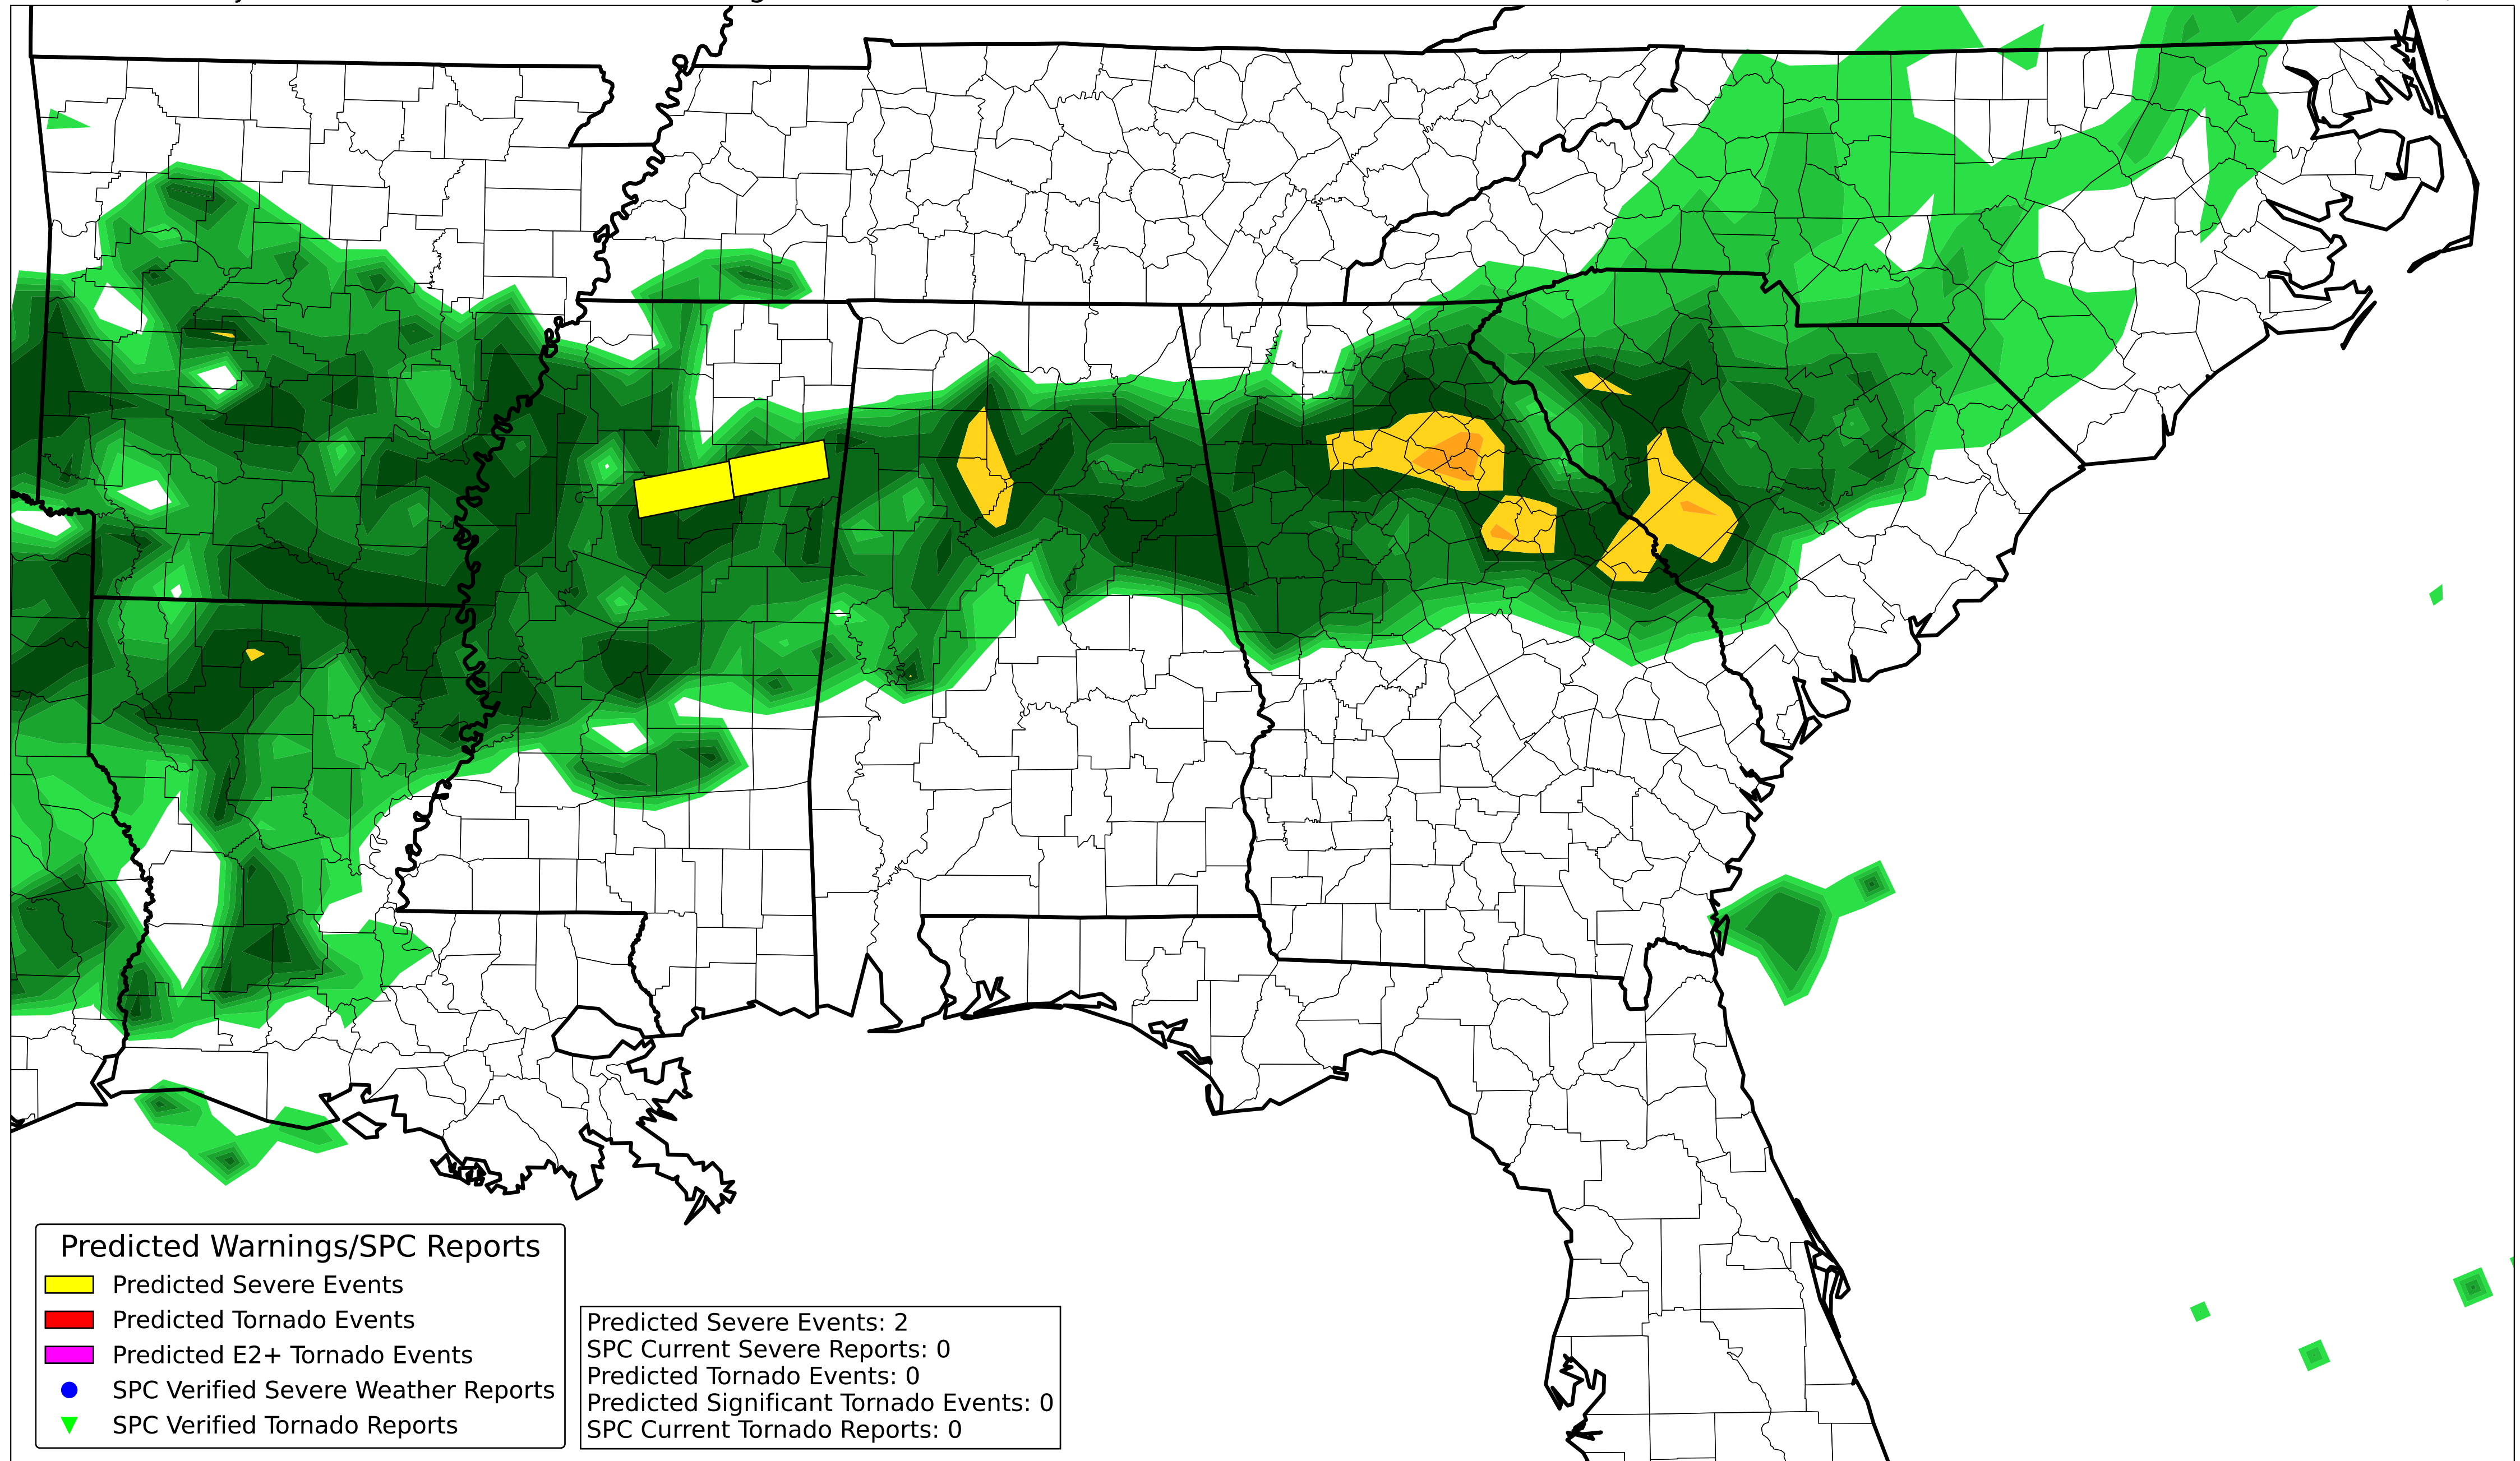 Predicted Warnings/SPC Reports
Predicted Severe Events
Predicted Tornado Events
Predicted E2+ Tornado Events
SPC Verified Severe Weather Reports
SPC Verified Tornado Reports
Predicted Severe Events: 2
SPC Current Severe Reports: 0
Predicted Tornado Events: 0
Predicted Significant Tornado Events: 0
SPC Current Tornado Reports: 0